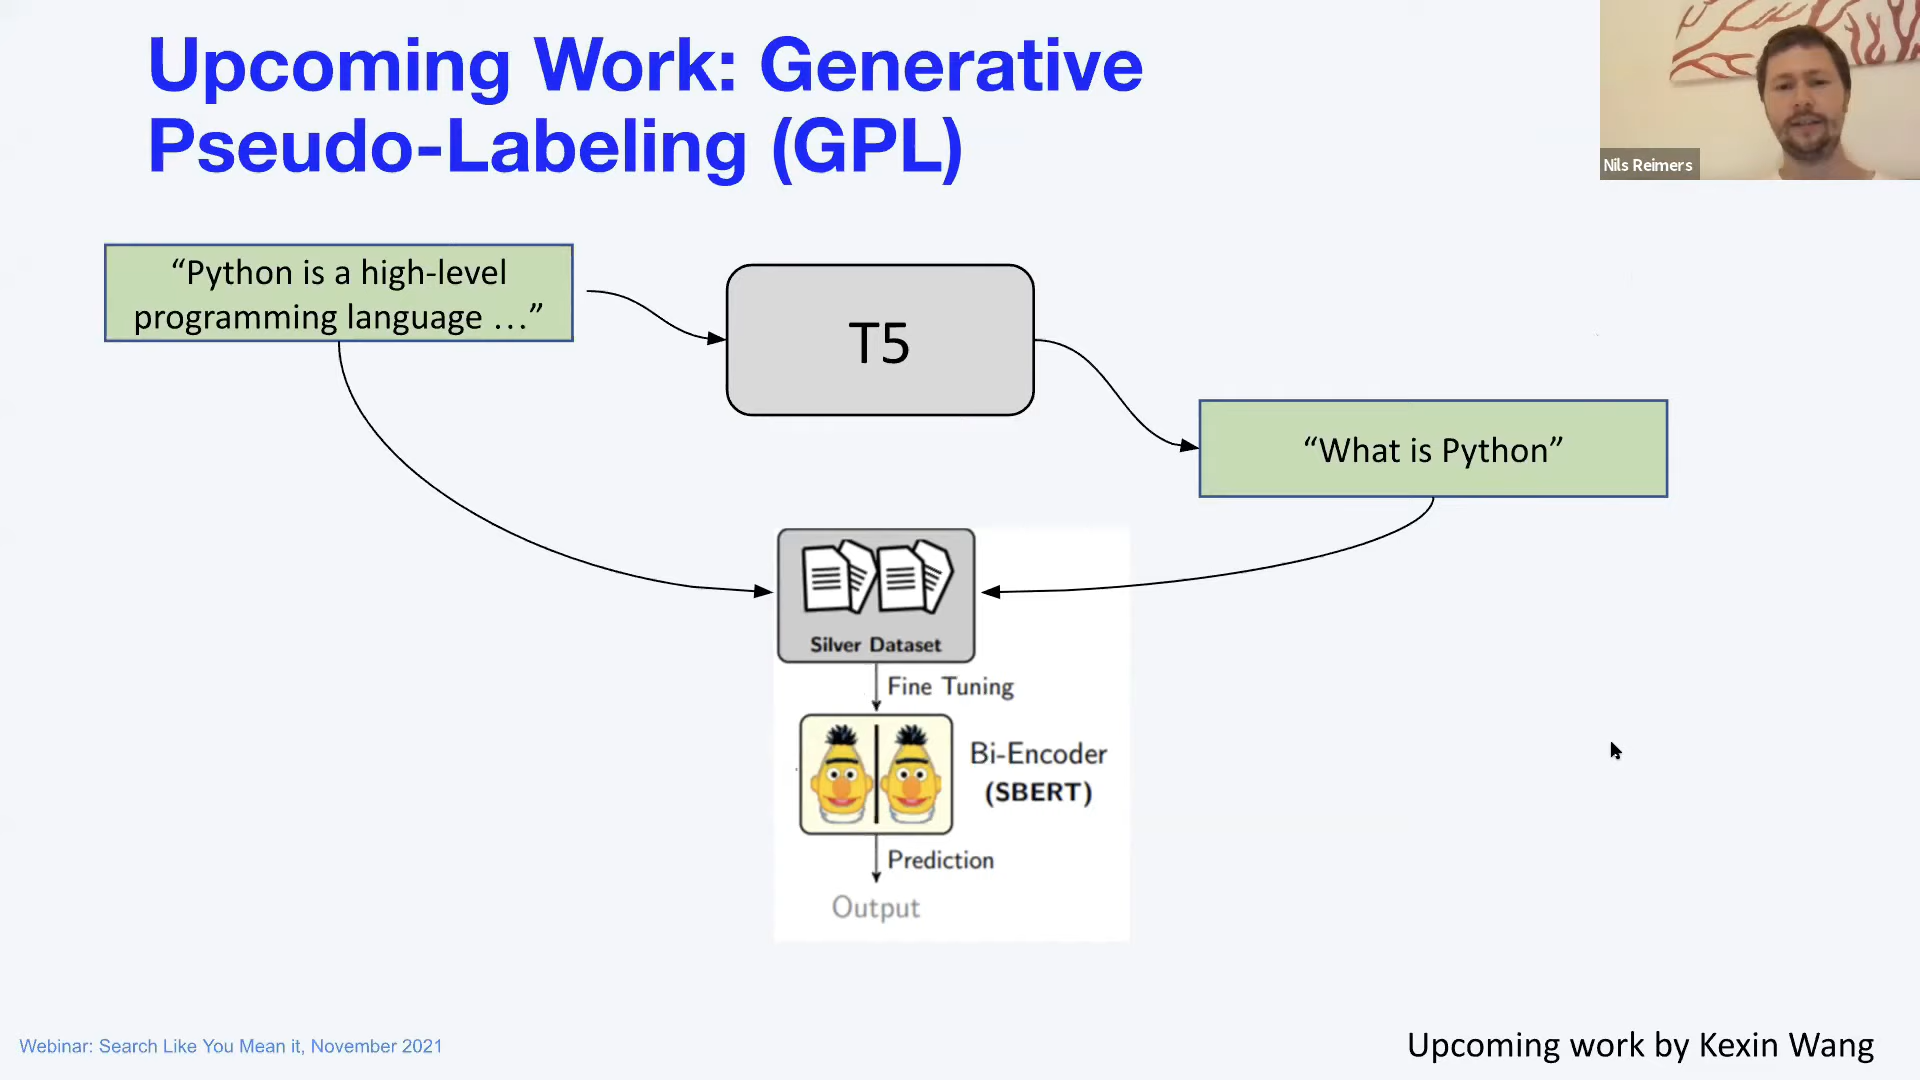 Upcoming Work: Generative
Pseudo-Labeling (GPL)
Nils Reimers
“Python is a high-level
programming language …”
T5
“What is Python”
Silver Dataset
Fine Tuning
Bi-Encoder
(SBERT)
Prediction
Output
Webinar: Search Like You Mean it, November 2021
Upcoming work by Kexin Wang